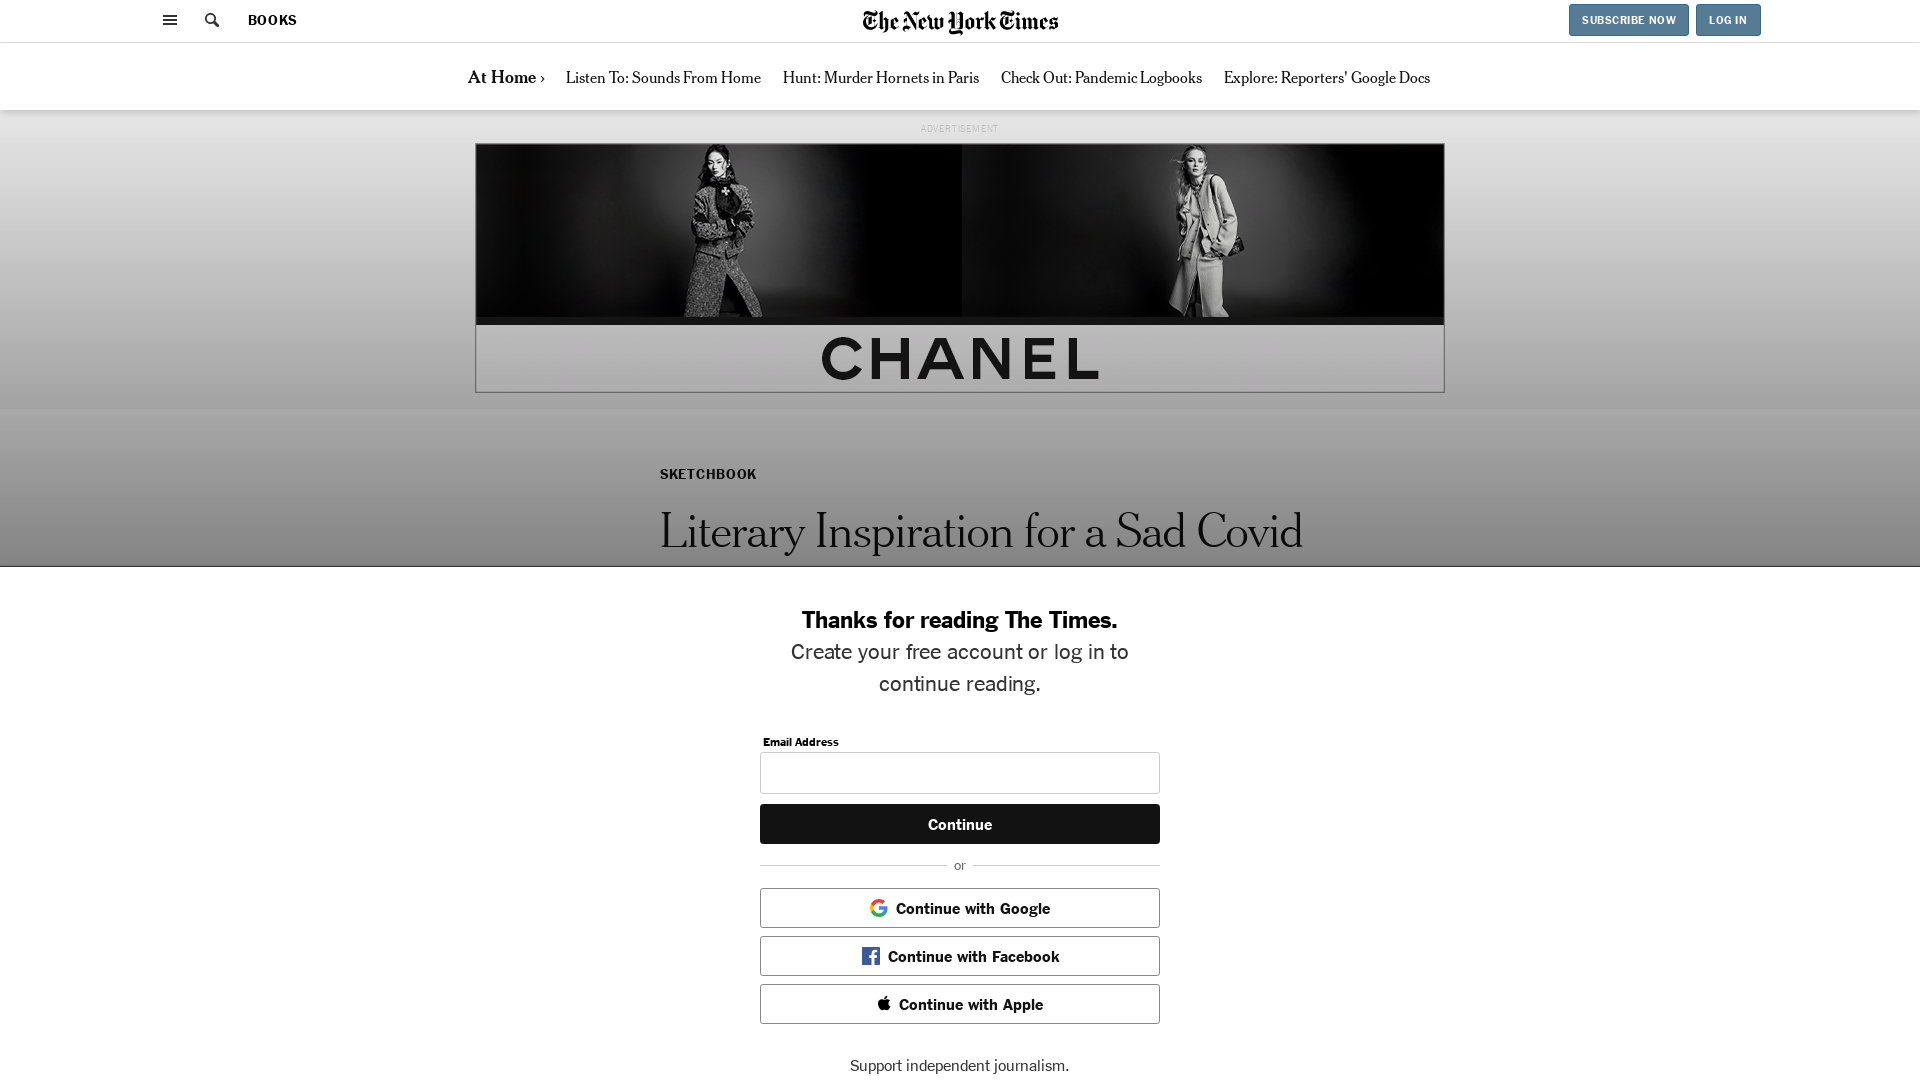 BOOKS
The New York Times
SUBSCRIBE NOW
LOG IN
At Home ›
Listen To: Sounds From Home
Hunt: Murder Hornets in Paris
Check Out: Pandemic Logbooks
Explore: Reporters' Google Docs
ADVERTISEMENT
CHANEL
SKETCHBOOK
Literary Inspiration for a Sad Covid
Thanks for reading The Times.
Create your free account or log in to
continue reading.
Email Address
Continue
or
Continue with Google
Continue with Facebook
Continue with Apple
Support independent journalism.